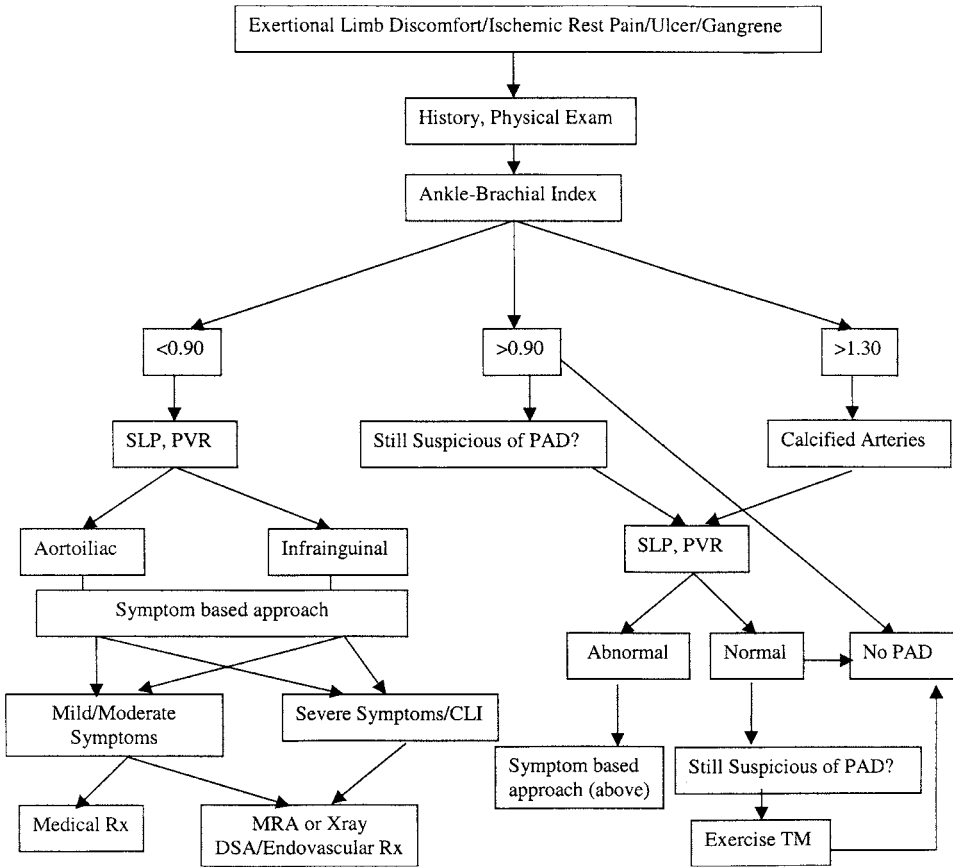 Exertional Limb Discomfort/Ischemic Rest Pain/Ulcer/Gangrene
History, Physical Exam
Ankle-Brachial Index
<0.90
>0.90
>1.30
SLP, PVR
Still Suspicious of PAD?
Calcified Arteries
Aortoiliac
Infrainguinal
SLP, PVR
Symptom based approach
Abnormal
Normal
No PAD
Mild/Moderate
Symptoms
Severe Symptoms/CLI
Symptom based
approach (above)
Still Suspicious of PAD?
Medical Rx
MRA or Xray
DSA/Endovascular Rx
Exercise TM